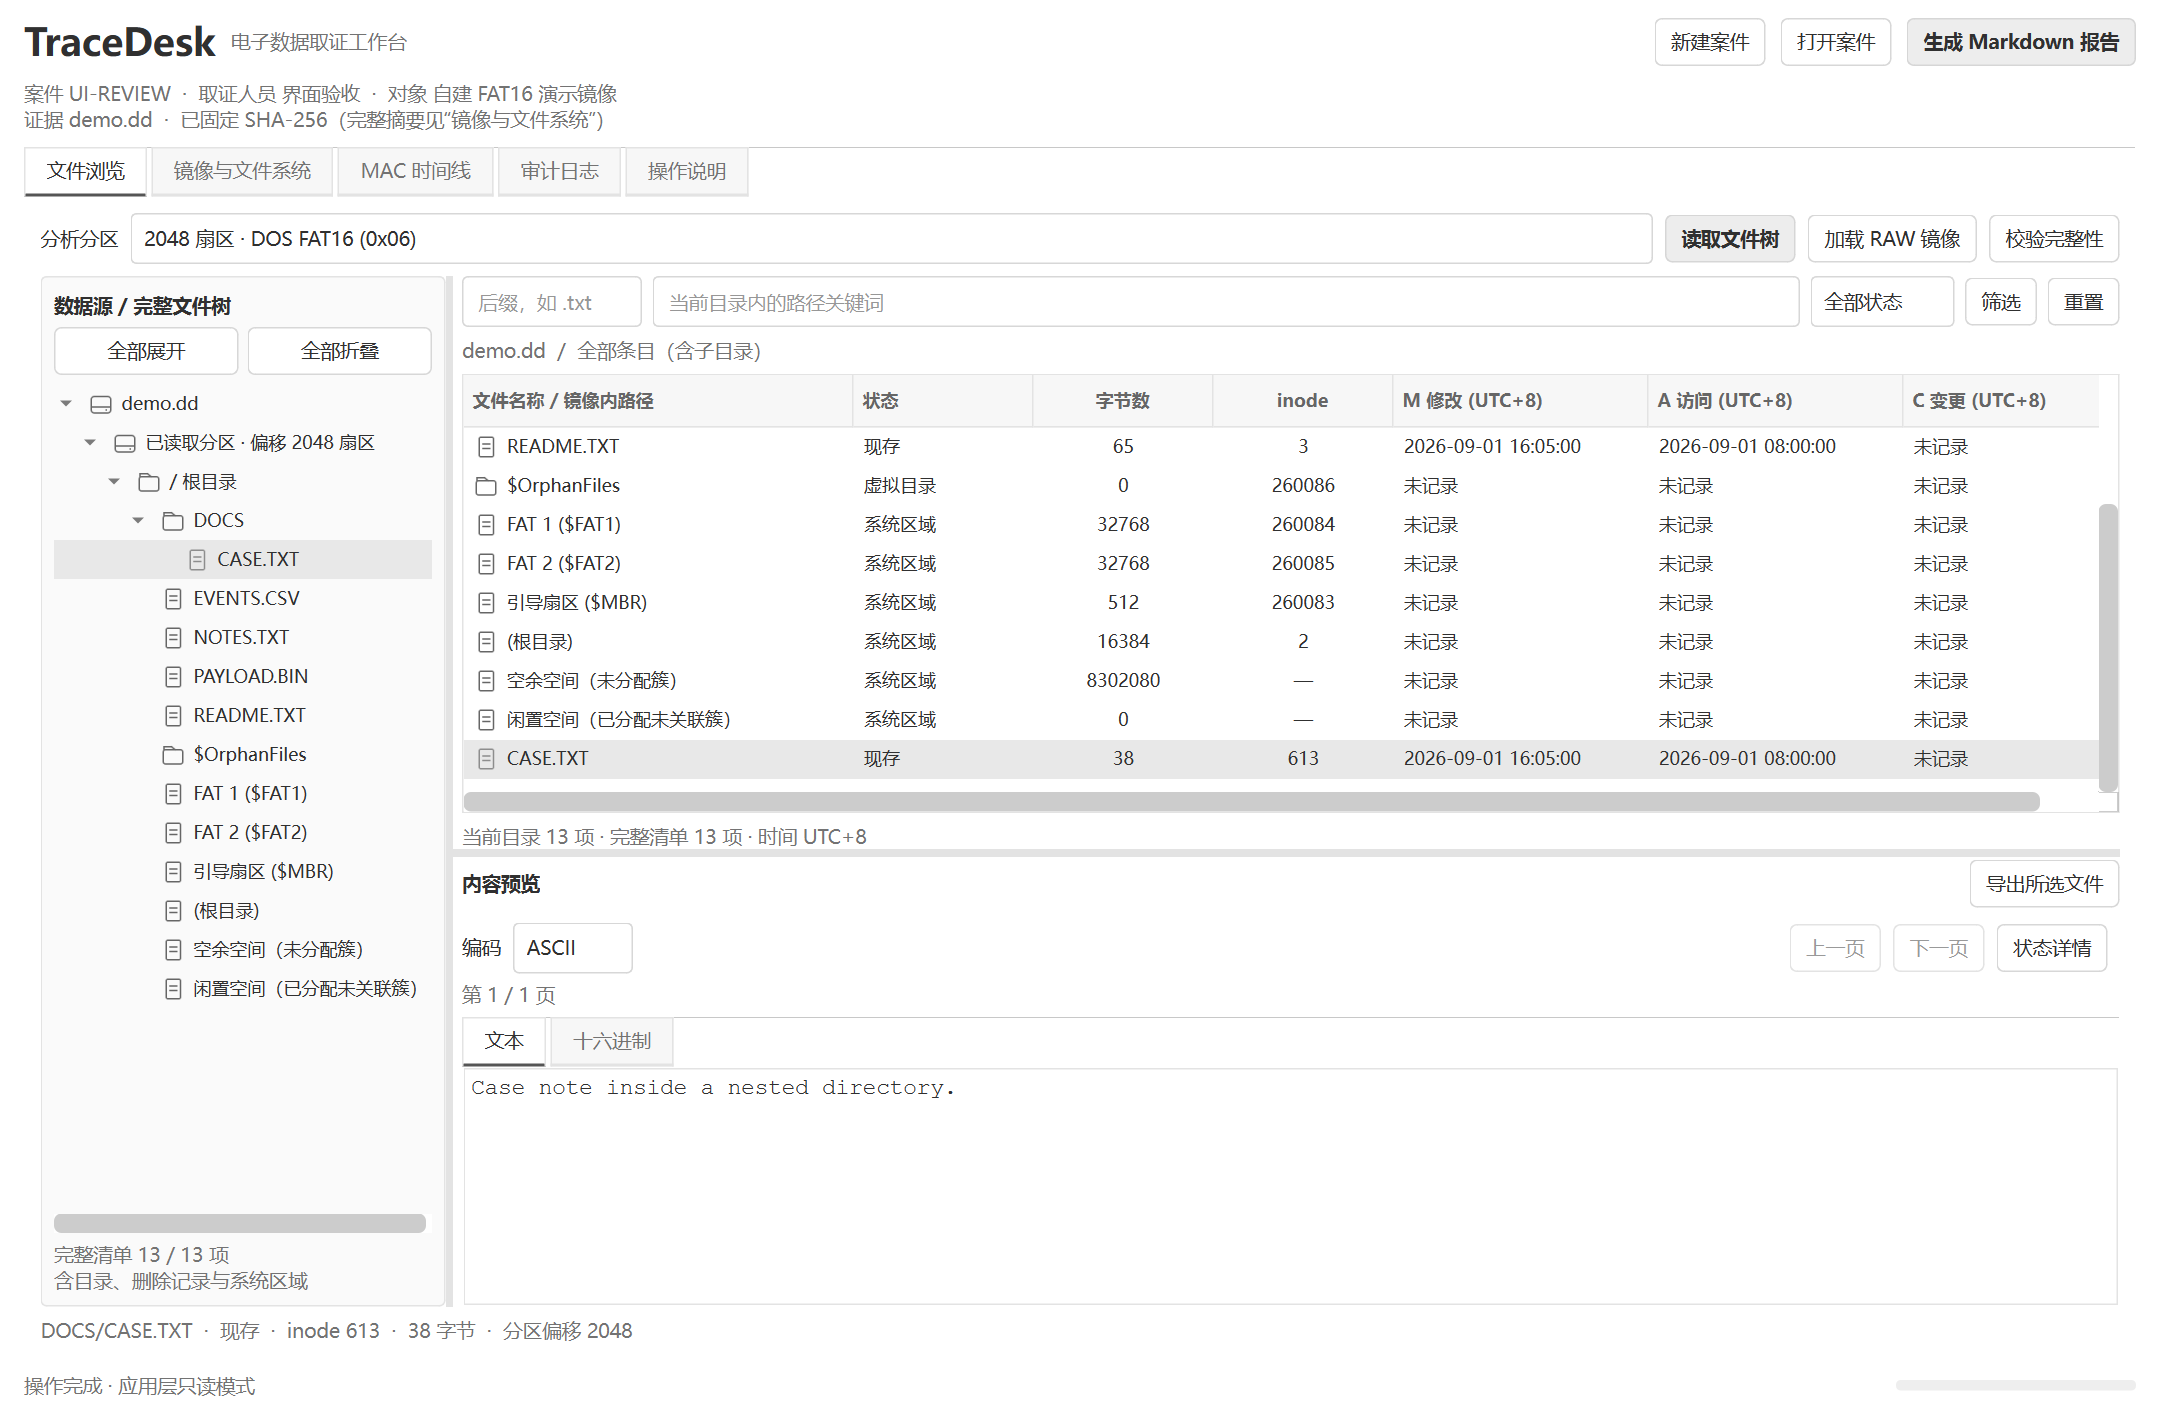 TraceDesk 电子数据取证工作台 新建案件 打开案件 生成 Markdown 报告
案件 UI-REVIEW · 取证人员 界面验收 · 对象 自建 FAT16 演示镜像
证据 demo.dd · 已固定 SHA-256（完整摘要见“镜像与文件系统”）
文件浏览 镜像与文件系统 MAC 时间线 审计日志 操作说明
分析分区 2048 扇区 · DOS FAT16 (0x06) 读取文件树 加载 RAW 镜像 校验完整性
数据源 / 完整文件树
全部展开 全部折叠
demo.dd
已读取分区 · 偏移 2048 扇区
/ 根目录
DOCS
CASE.TXT
EVENTS.CSV
NOTES.TXT
PAYLOAD.BIN
README.TXT
$OrphanFiles
FAT 1 ($FAT1)
FAT 2 ($FAT2)
引导扇区 ($MBR)
(根目录)
空余空间（未分配簇）
闲置空间（已分配未关联簇）
完整清单 13 / 13 项
含目录、删除记录与系统区域
后缀，如 .txt 当前目录内的路径关键词 全部状态 筛选 重置
demo.dd / 全部条目（含子目录）
文件名称 / 镜像内路径 状态 字节数 inode M 修改 (UTC+8) A 访问 (UTC+8) C 变更 (UTC+8)
README.TXT 现存 65 3 2026-09-01 16:05:00 2026-09-01 08:00:00 未记录
$OrphanFiles 虚拟目录 0 260086 未记录 未记录 未记录
FAT 1 ($FAT1) 系统区域 32768 260084 未记录 未记录 未记录
FAT 2 ($FAT2) 系统区域 32768 260085 未记录 未记录 未记录
引导扇区 ($MBR) 系统区域 512 260083 未记录 未记录 未记录
(根目录) 系统区域 16384 2 未记录 未记录 未记录
空余空间（未分配簇） 系统区域 8302080 — 未记录 未记录 未记录
闲置空间（已分配未关联簇） 系统区域 0 — 未记录 未记录 未记录
CASE.TXT 现存 38 613 2026-09-01 16:05:00 2026-09-01 08:00:00 未记录
当前目录 13 项 · 完整清单 13 项 · 时间 UTC+8
内容预览 导出所选文件
编码 ASCII 上一页 下一页 状态详情
第 1 / 1 页
文本 十六进制
Case note inside a nested directory.
DOCS/CASE.TXT · 现存 · inode 613 · 38 字节 · 分区偏移 2048
操作完成 · 应用层只读模式